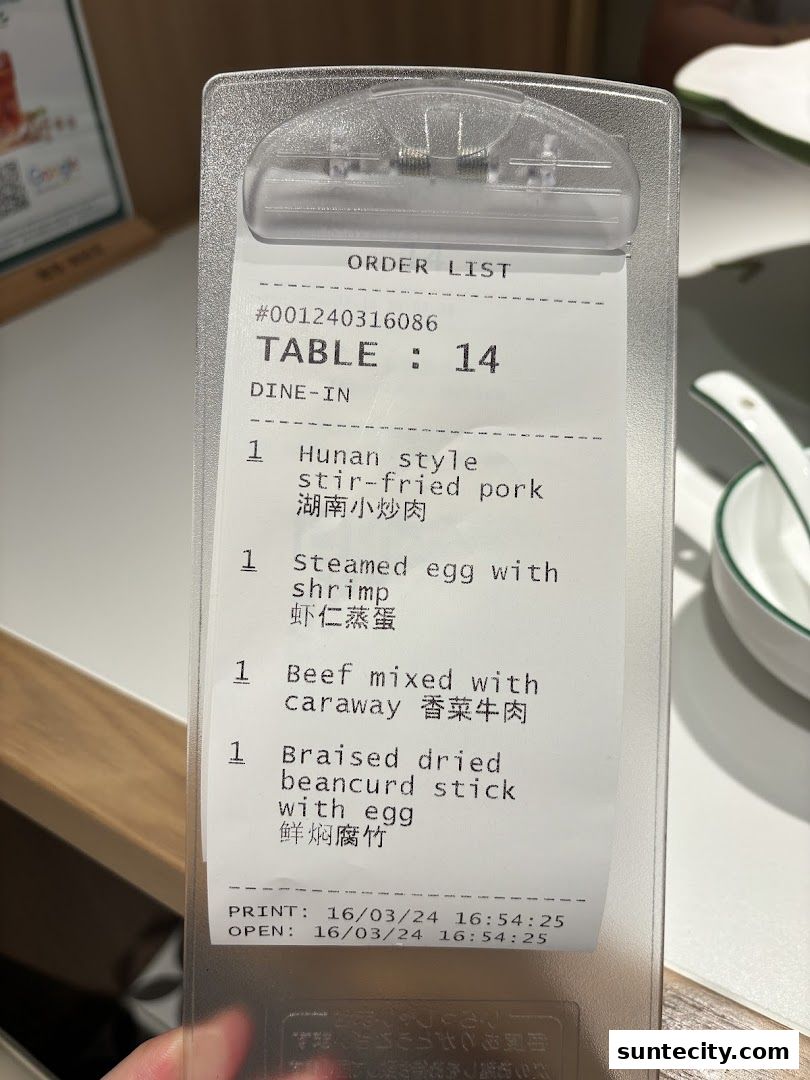 Google
ORDER LIST
#001240316086
TABLE : 14
DINE-IN
1 Hunan style
stir-fried pork
湖南小炒肉
1 Steamed egg with
shrimp
虾仁蒸蛋
1 Beef mixed with
caraway 香菜牛肉
1 Braised dried
beancurd stick
with egg
鲜焖腐竹
PRINT: 16/03/24 16:54:25
OPEN: 16/03/24 16:54:25
suntecity.com